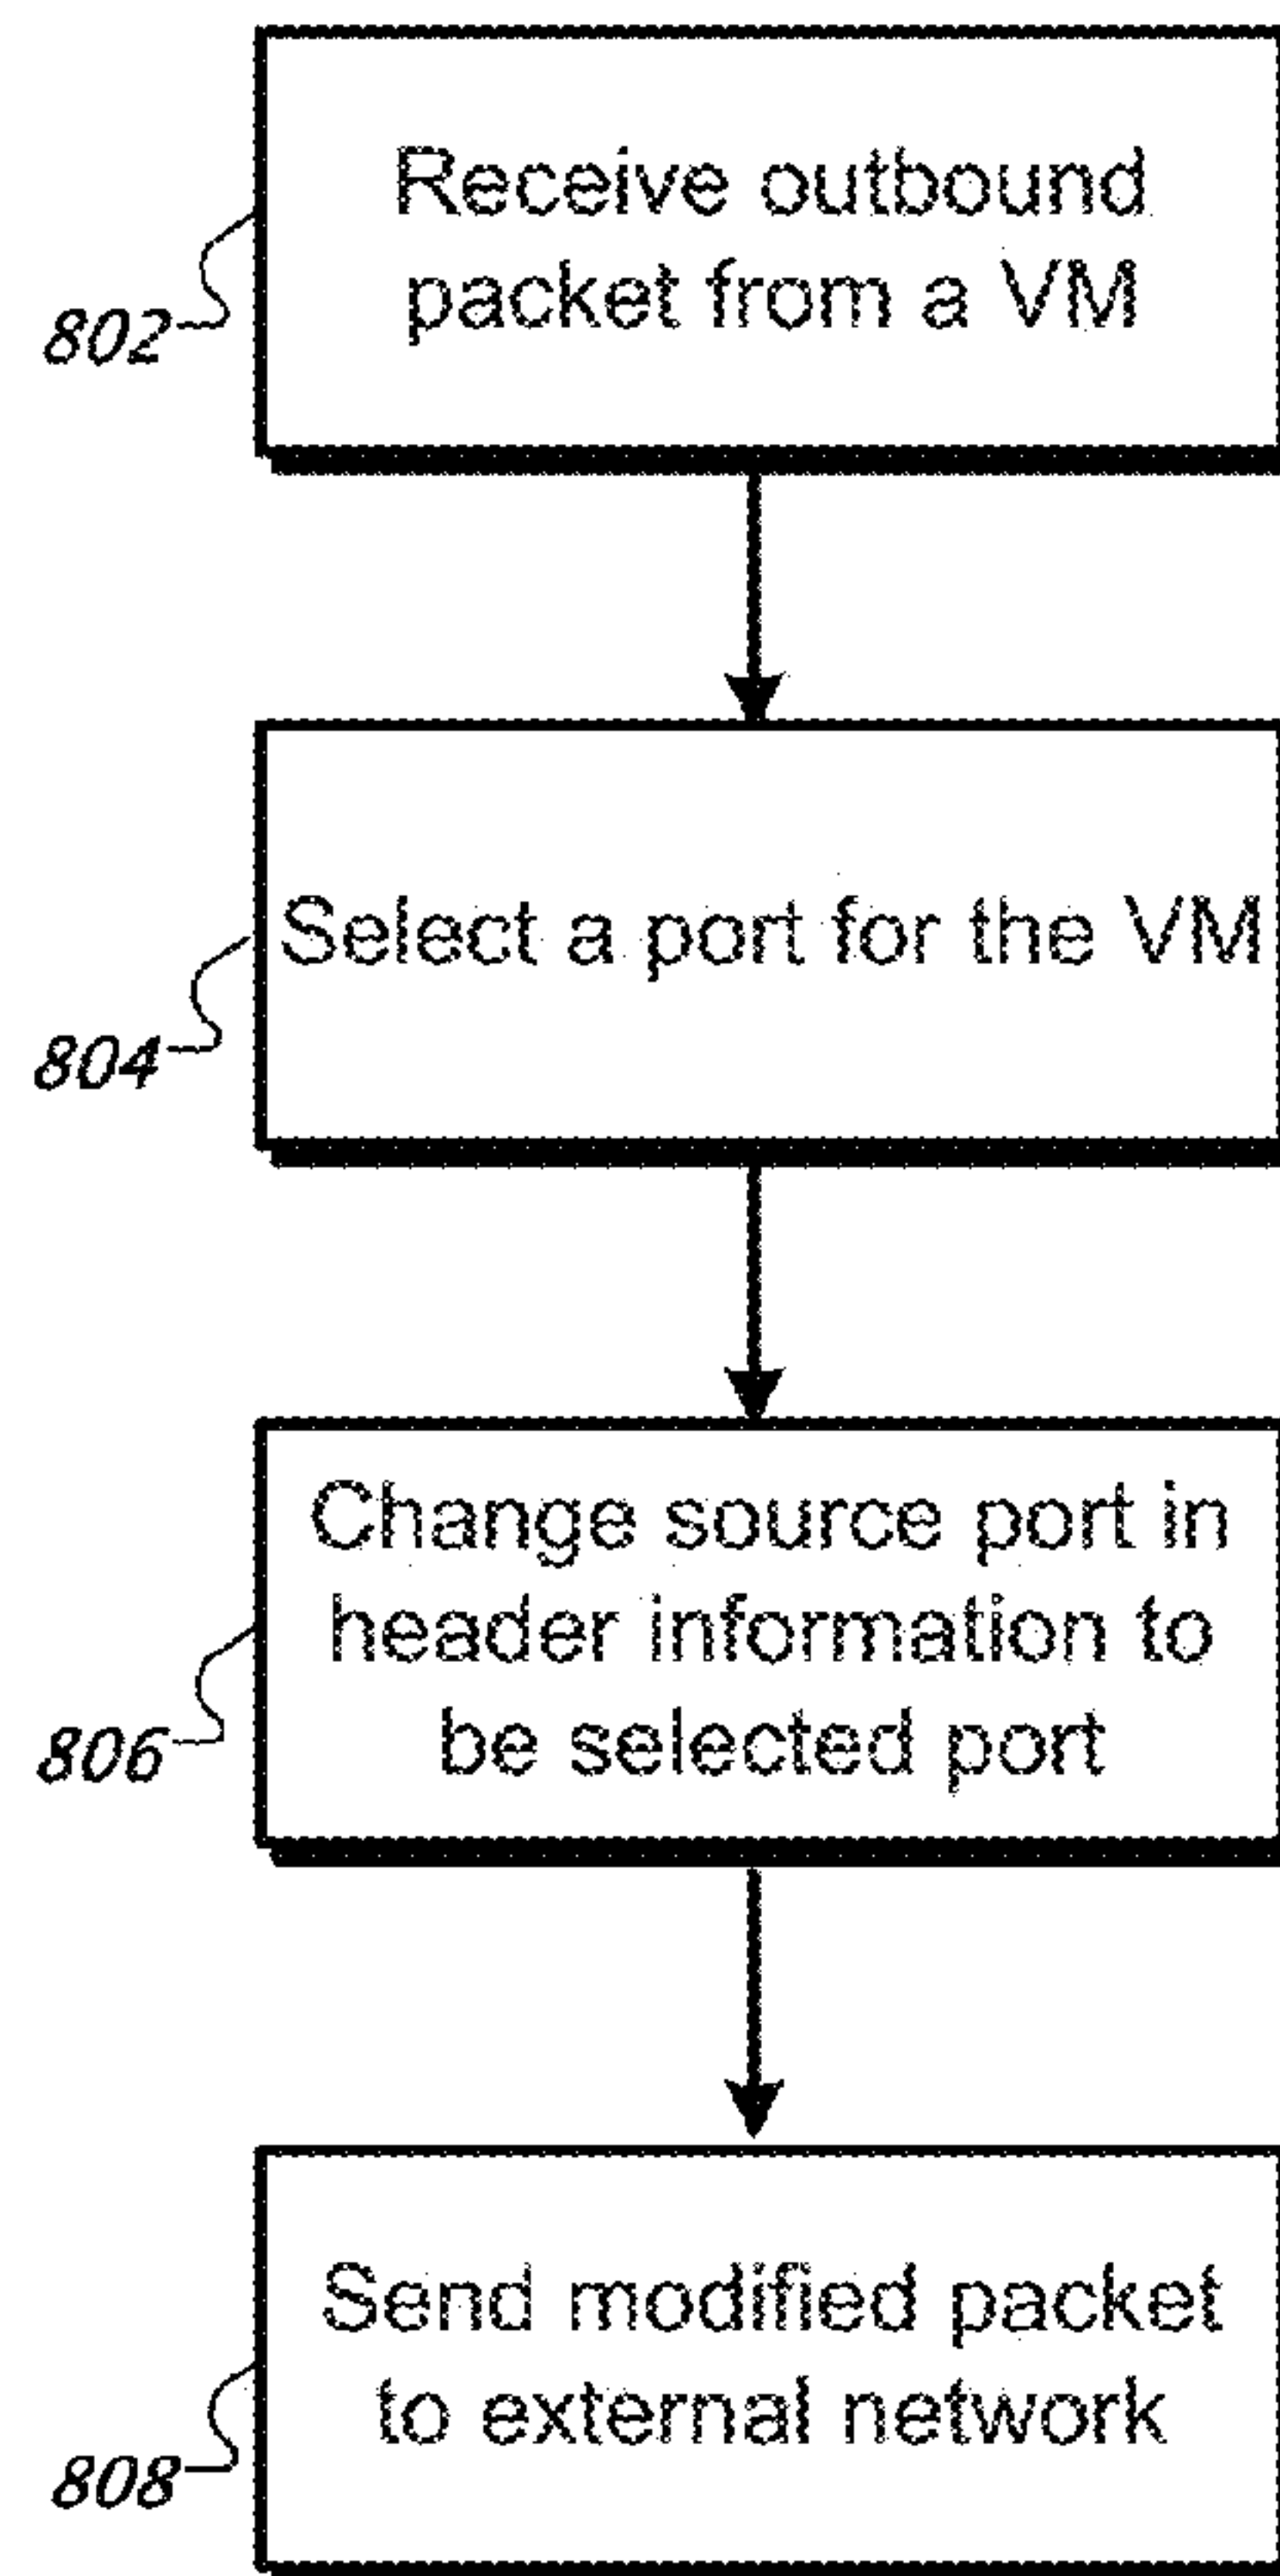 Receive outbound
packet from a VM
802
Select a port for the VM
804
Change source port in
header information to
be selected port
806
Send modified packet
to external network
808